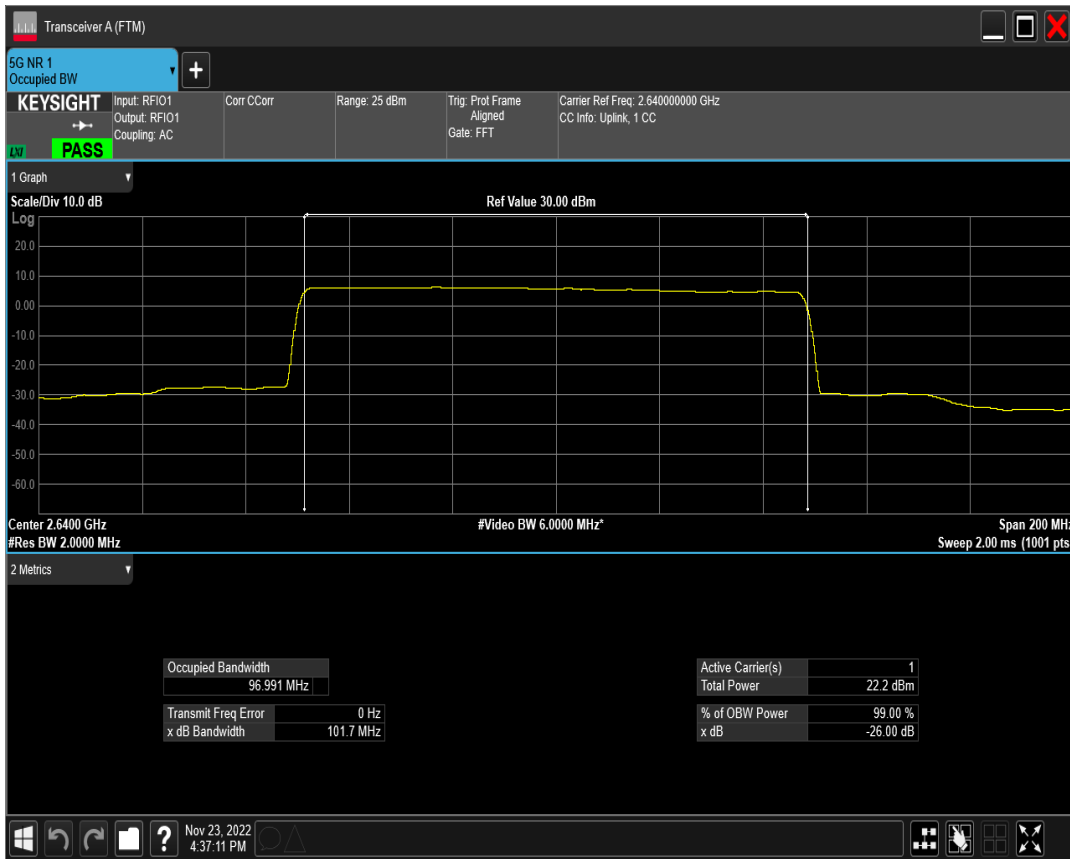 Transceiver A (FTM)
5G NR 1
Occupied BW
+
KEYSIGHT
LXI
PASS
Input: RFIO1
Output: RFIO1
Coupling: AC
Corr CCorr
Range: 25 dBm
Trig: Prot Frame
Aligned
Gate: FFT
Carrier Ref Freq: 2.640000000 GHz
CC Info: Uplink, 1 CC
1 Graph
Scale/Div 10.0 dB
Ref Value 30.00 dBm
Log
20.0
10.0
0.00
-10.0
-20.0
-30.0
-40.0
-50.0
-60.0
Center 2.6400 GHz
#Video BW 6.0000 MHz*
Span 200 MHz
#Res BW 2.0000 MHz
Sweep 2.00 ms (1001 pts
2 Metrics
Occupied Bandwidth
96.991 MHz
Transmit Freq Error 0 Hz
x dB Bandwidth 101.7 MHz
Active Carrier(s) 1
Total Power 22.2 dBm
% of OBW Power 99.00 %
x dB -26.00 dB
?
Nov 23, 2022
4:37:11 PM